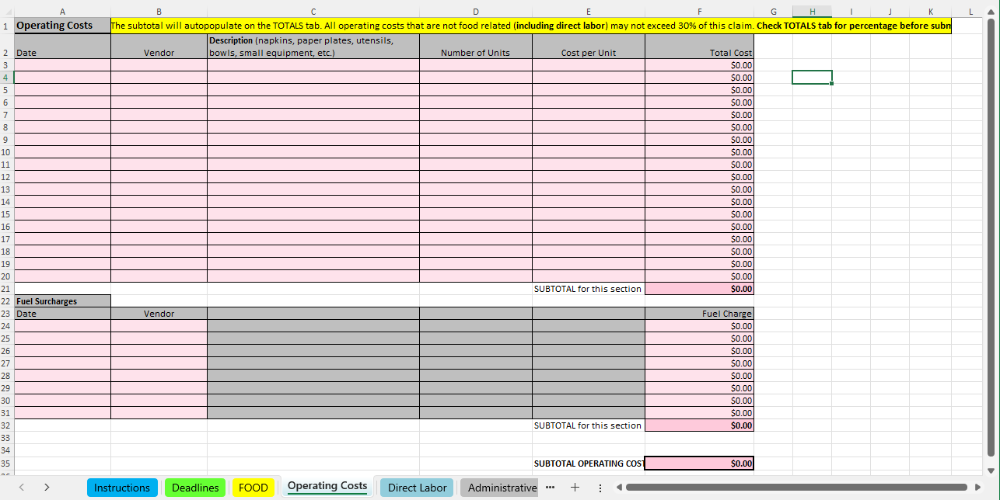 A B C D E F G H I J K L
1 Operating Costs The subtotal will autopopulate on the TOTALS tab. All operating costs that are not food related (including direct labor) may not exceed 30% of this claim. Check TOTALS tab for percentage before subm
Description (napkins, paper plates, utensils,
2 Date Vendor bowls, small equipment, etc.) Number of Units Cost per Unit Total Cost
3 $0.00
4 $0.00
5 $0.00
6 $0.00
7 $0.00
8 $0.00
9 $0.00
10 $0.00
11 $0.00
12 $0.00
13 $0.00
14 $0.00
15 $0.00
16 $0.00
17 $0.00
18 $0.00
19 $0.00
20 $0.00
21 SUBTOTAL for this section $0.00
22 Fuel Surcharges
23 Date Vendor Fuel Charge
24 $0.00
25 $0.00
26 $0.00
27 $0.00
28 $0.00
29 $0.00
30 $0.00
31 $0.00
32 SUBTOTAL for this section $0.00
33
34
35 SUBTOTAL OPERATING COST $0.00
Instructions Deadlines FOOD Operating Costs Direct Labor Administrative